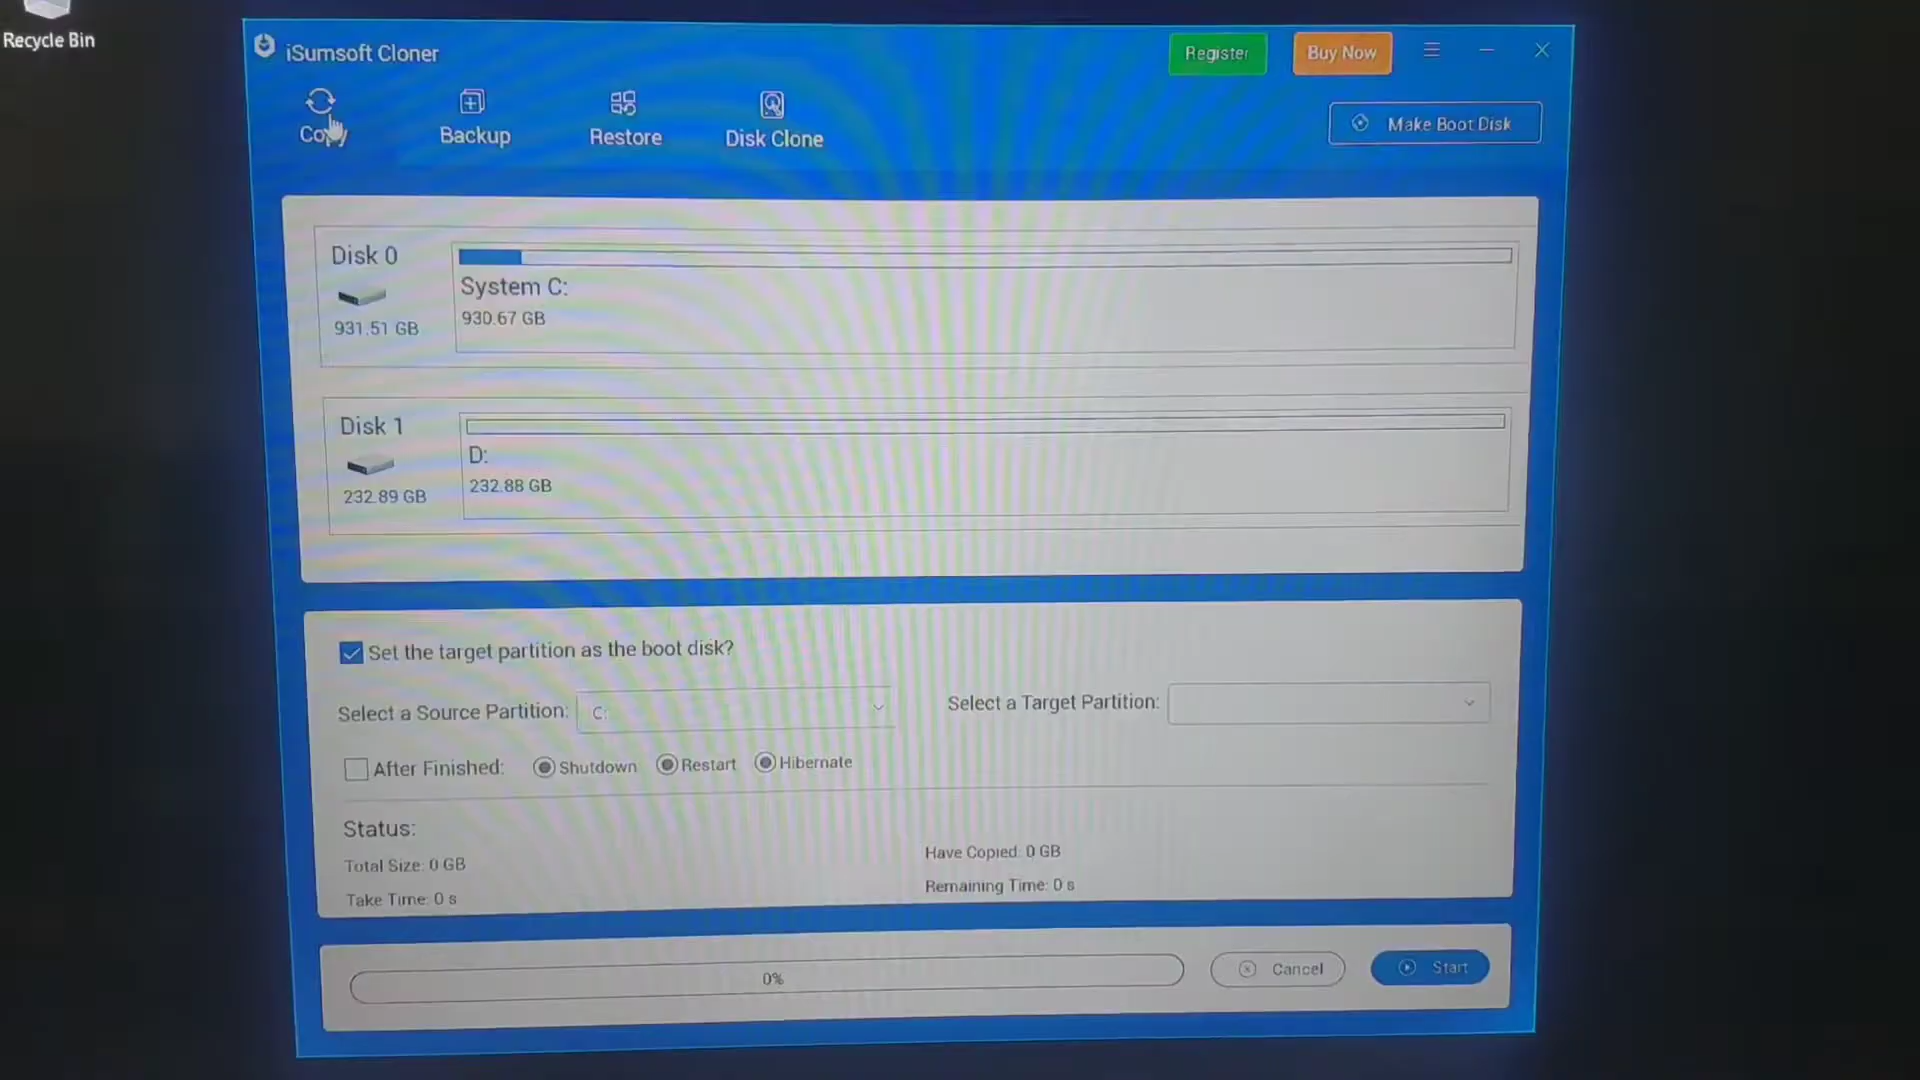 Recycle Bin
iSumsoft Cloner
Register
Buy Now
Copy
Backup
Restore
Disk Clone
Make Boot Disk
Disk 0
931.51 GB
System C:
930.67 GB
Disk 1
232.89 GB
D:
232.88 GB
Set the target partition as the boot disk?
Select a Source Partition: C:
Select a Target Partition:
After Finished: Shutdown Restart Hibernate
Status:
Total Size: 0 GB
Have Copied: 0 GB
Take Time: 0 s
Remaining Time: 0 s
0%
Cancel
Start